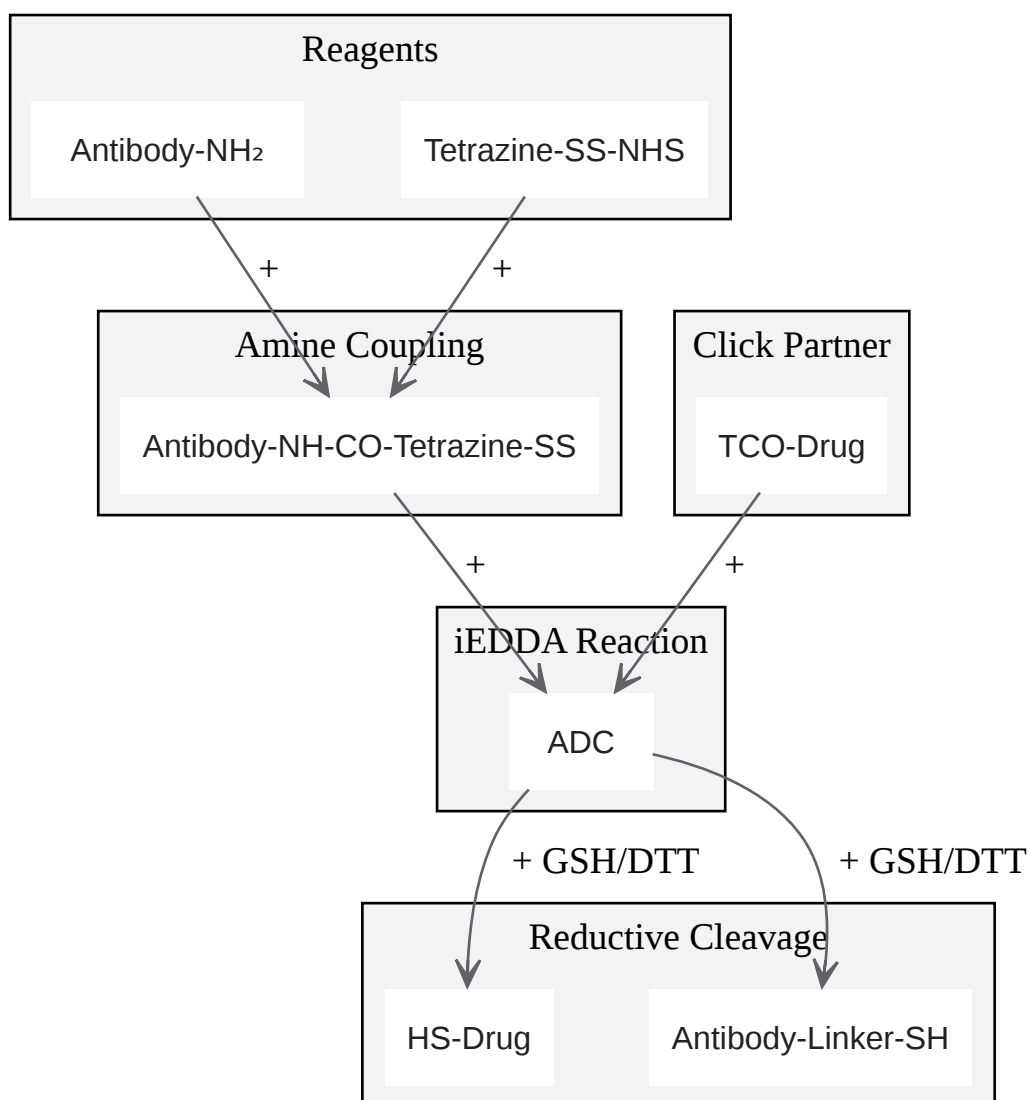 Reagents
Antibody-NH₂
Tetrazine-SS-NHS
+
+
Amine Coupling
Click Partner
Antibody-NH-CO-Tetrazine-SS
TCO-Drug
+
+
iEDDA Reaction
ADC
+ GSH/DTT
+ GSH/DTT
Reductive Cleavage
HS-Drug
Antibody-Linker-SH